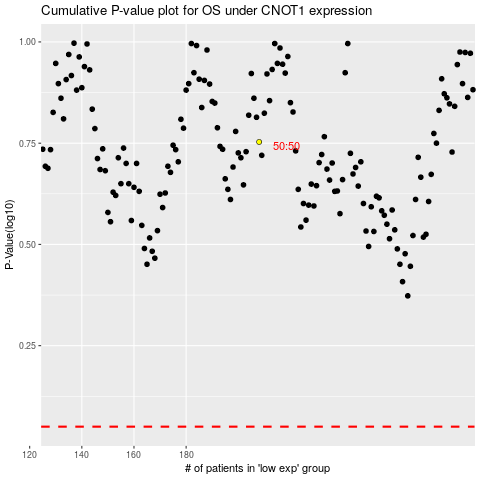 Cumulative P-value plot for OS under CNOT1 expression
P-Value(log10)
1.00
0.75
0.50
0.25
50:50
120 140 160 180
# of patients in 'low exp' group